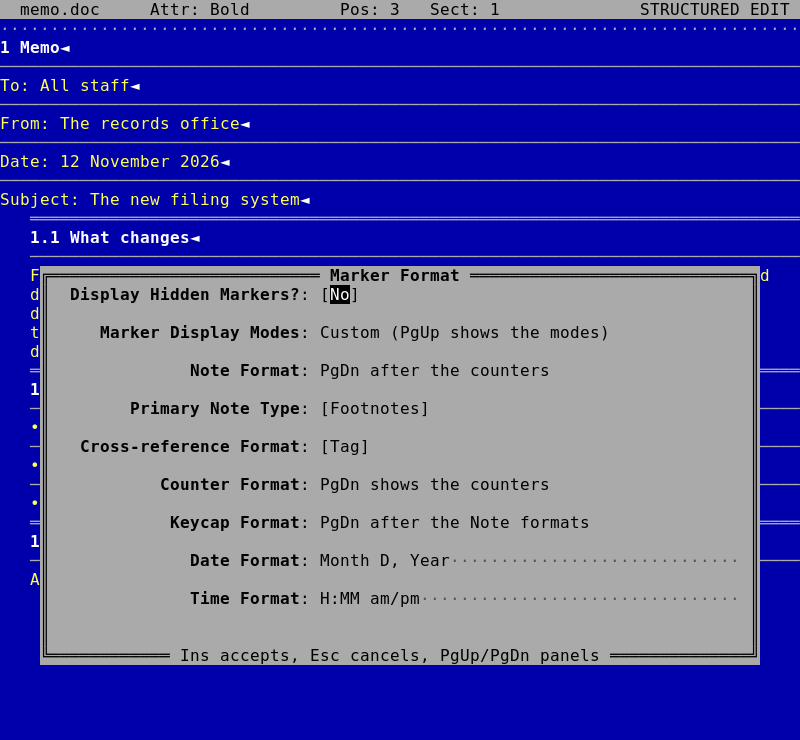 memo.doc Attr: Bold Pos: 3 Sect: 1 STRUCTURED EDIT
1 Memo◄
To: All staff◄
From: The records office◄
Date: 12 November 2026◄
Subject: The new filing system◄
1.1 What changes◄
F d
Marker Format
d
Display Hidden Markers?: [No]
d
t
Marker Display Modes: Custom (PgUp shows the modes)
d
Note Format: PgDn after the counters
1
Primary Note Type: [Footnotes]
•
Cross-reference Format: [Tag]
•
Counter Format: PgDn shows the counters
•
Keycap Format: PgDn after the Note formats
1
Date Format: Month D, Year
A
Time Format: H:MM am/pm
Ins accepts, Esc cancels, PgUp/PgDn panels